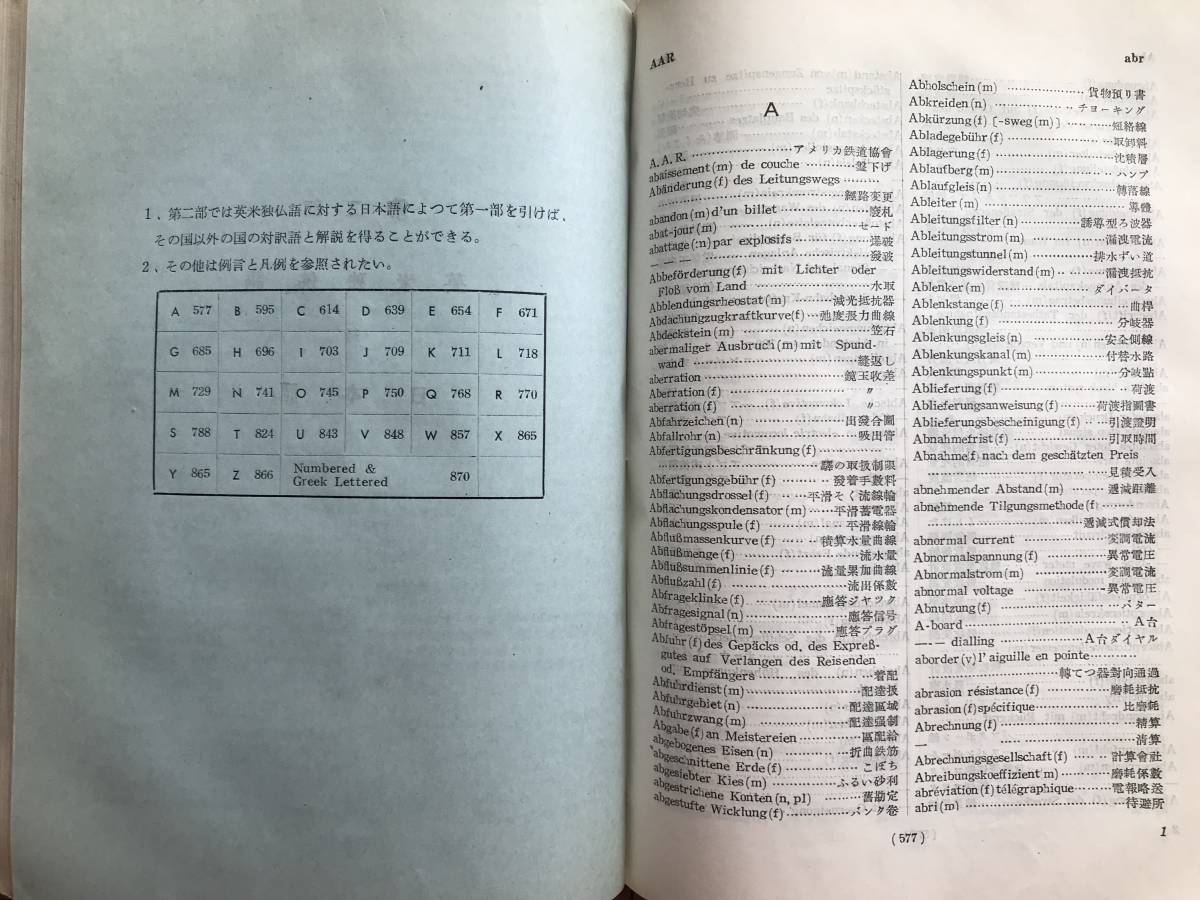 1、第二部では英米独仏語に対する日本語によつて第一部を引けば、
その国以外の国の対訳語と解説を得ることができる。
2、その他は例言と凡例を参照されたい。
A 577 B 595 C 614 D 639 E 654 F 671
G 685 H 696 I 703 J 709 K 711 L 718
M 729 N 741 O 745 P 750 Q 768 R 770
S 788 T 824 U 843 V 848 W 857 X 865
Y 865 Z 866 Numbered & Greek Lettered 870
AAR
abr
A
A. A. R. アメリカ鉄道協會
abaissement(m) de couche 盤下げ
Abänderung(f) des Leitungswegs
經路変更
abandon(m) d'un billet 廢札
abat-jour(m) セード
abattage(m) par explosifs 爆破
— — — 發破
Abbeförderung(f) mit Lichter oder
Floß vom Land 水取
Abblendungsrheostat(m) 減光抵抗器
Abdachungzugkraftkurve(f) 弛度張力曲線
Abdeckstein(m) 笠石
abermaliger Ausbruch(m) mit Spund-
wand 縫返し
aberration 鏡玉收差
Aberration(f) 〃
aberration(f) 〃
Abfahrzeichen(n) 出發合圖
Abfallrohr(n) 吸出管
Abfertigungsbeschränkung(f)
驛の取扱制限
Abfertigungsgebühr(f) 發着手數料
Abflachungsdrossel(f) 平滑そく流線輪
Abflachungskondensator(m) 平滑蓄電器
Abflachungsspule(f) 平滑線輪
Abflußmassenkurve(f) 積算水量曲線
Abflußmenge(f) 流水量
Abflußsummenlinie(f) 流量累加曲線
Abflußzahl(f) 流出係數
Abfrageklinke(f) 應答ジヤツク
Abfragesignal(n) 應答信号
Abfragestöpsel(m) 應答プラグ
Abfuhr(f) des Gepäcks od. des Expreß-
gutes auf Verlangen des Reisenden
od. Empfängers 着配
Abfuhrdienst(m) 配達扱
Abfuhrgebiet(n) 配達區域
Abfuhrzwang(m) 配達强制
Abgabe(f) an Meistereien 區配給
abgebogenes Eisen(n) 折曲鉄筋
abgeschnittene Erde(f) こぼち
abgesiebter Kies(m) ふるい砂利
abgestrichene Konten(n, pl) 舊勘定
abgestufte Wicklung(f) バンク巻
Abholschein(m) 貨物預り書
Abkreiden(n) チヨーキング
Abkürzung(f) [-sweg(m)] 短絡線
Abladegebühr(f) 取卸料
Ablagerung(f) 沈積層
Ablaufberg(m) ハンプ
Ablaufgleis(n) 轉落線
Ableiter(m) 導體
Ableitungsfilter(n) 誘導型ろ波器
Ableitungsstrom(m) 漏洩電流
Ableitungstunnel(m) 排水ずい道
Ableitungswiderstand(m) 漏洩抵抗
Ablenker(m) ダイバータ
Ablenkstange(f) 曲桿
Ablenkung(f) 分岐器
Ablenkungsgleis(n) 安全側線
Ablenkungskanal(m) 付替水路
Ablenkungspunkt(m) 分岐點
Ablieferung(f) 荷渡
Ablieferungsanweisung(f) 荷渡指圖書
Ablieferungsbescheinigung(f) 引渡證明
Abnahmefrist(f) 引取時間
Abnahme(f) nach dem geschätzten Preis
見積受入
abnehmender Abstand(m) 遞減距離
abnehmende Tilgungsmethode(f)
遞減式償却法
abnormal current 変調電流
Abnormalspannung(f) 異常電圧
Abnormalstrom(m) 変調電流
abnormal voltage 異常電圧
Abnutzung(f) バター
A-board A台
— dialling A台ダイヤル
aborder(v) l'aiguille en pointe
轉てつ器對向通過
abrasion résistance(f) 磨耗抵抗
abrasion(f) spécifique 比磨耗
Abrechnung(f) 精算
— 清算
Abrechnungsgesellschaft(f) 計算會社
Abreibungskoeffizient(m) 磨耗係數
abréviation(f) télégraphique 電報略送
abri(m) 待避所
(577)
1